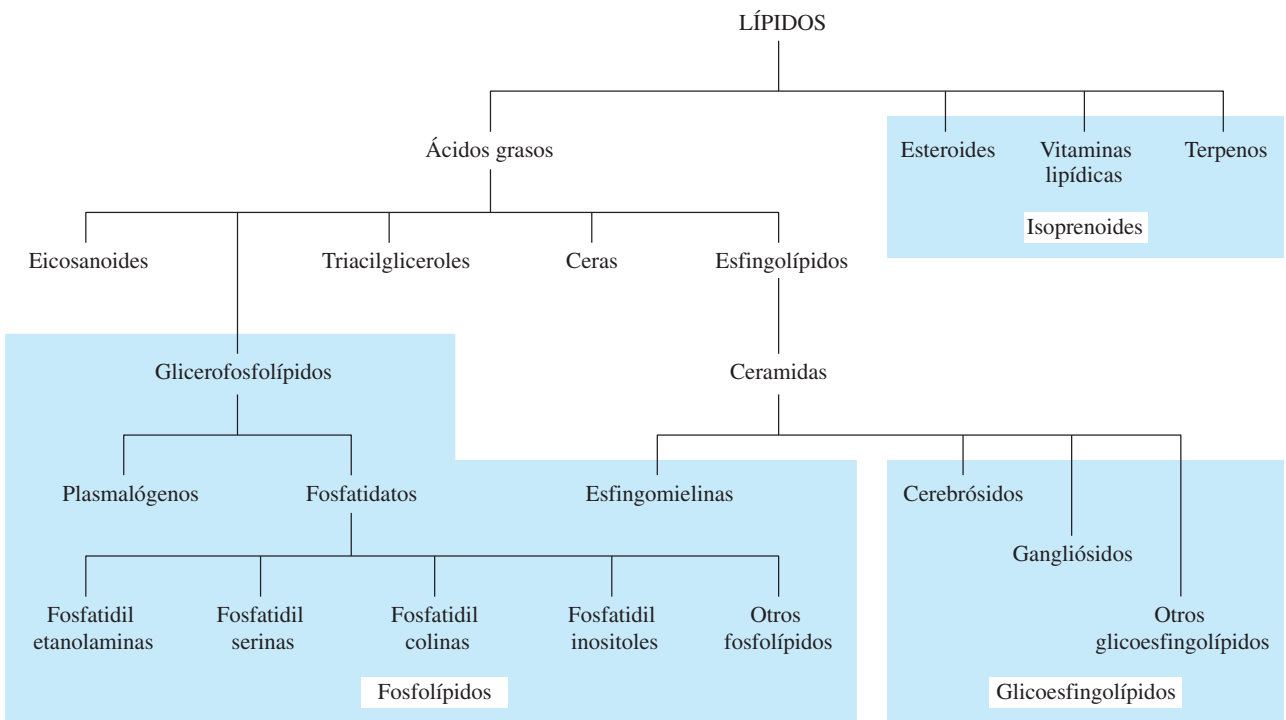 LÍPIDOS
Ácidos grasos
Esteroides
Vitaminas
lipídicas
Terpenos
Isoprenoides
Eicosanoides
Triacilgliceroles
Ceras
Esfingolípidos
Glicerofosfolípidos
Ceramidas
Plasmalógenos
Fosfatidatos
Esfingomielinas
Cerebrósidos
Gangliósidos
Fosfatidil
etanolaminas
Fosfatidil
serinas
Fosfatidil
colinas
Fosfatidil
inositoles
Otros
fosfolípidos
Otros
glicoesfingolípidos
Fosfolípidos
Glicoesfingolípidos